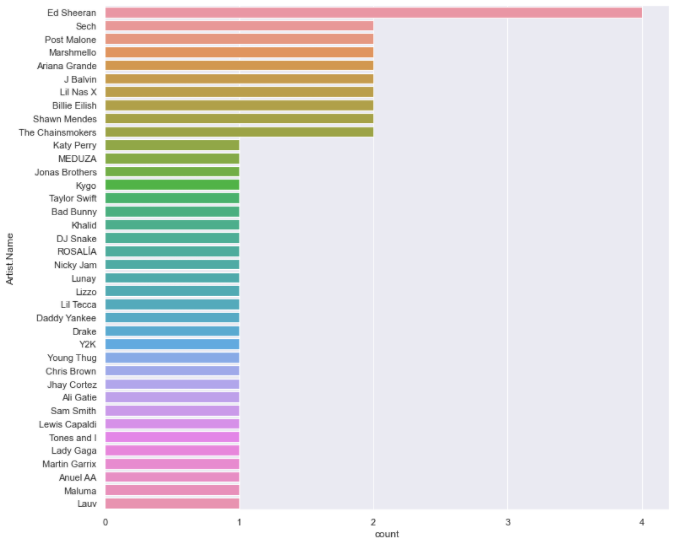 Ed Sheeran
Sech
Post Malone
Marshmello
Ariana Grande
J Balvin
Lil Nas X
Billie Eilish
Shawn Mendes
The Chainsmokers
Katy Perry
MEDUZA
Jonas Brothers
Kygo
Taylor Swift
Bad Bunny
Khalid
DJ Snake
ROSALÍA
Nicky Jam
Lunay
Lizzo
Lil Tecca
Daddy Yankee
Drake
Y2K
Young Thug
Chris Brown
Jhay Cortez
Ali Gatie
Sam Smith
Lewis Capaldi
Tones and I
Lady Gaga
Martin Garrix
Anuel AA
Maluma
Lauv
Artist.Name
0 1 2 3 4
count